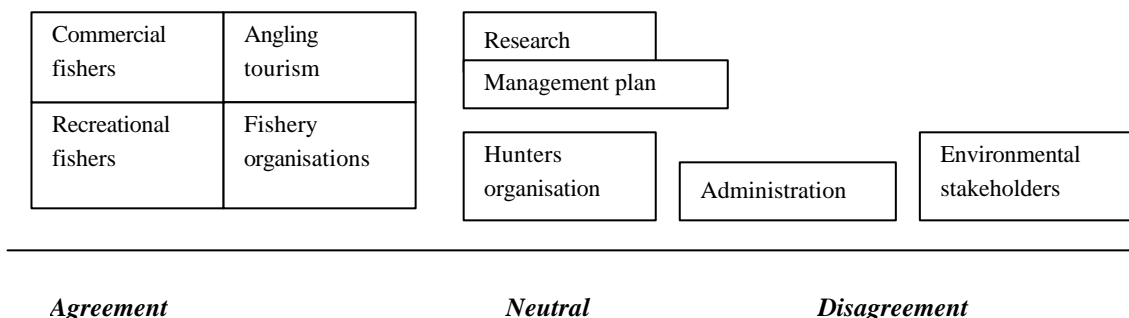 Commercial
fishers
Angling
tourism
Recreational
fishers
Fishery
organisations
Research
Management plan
Hunters
organisation
Administration
Environmental
stakeholders
Agreement
Neutral
Disagreement